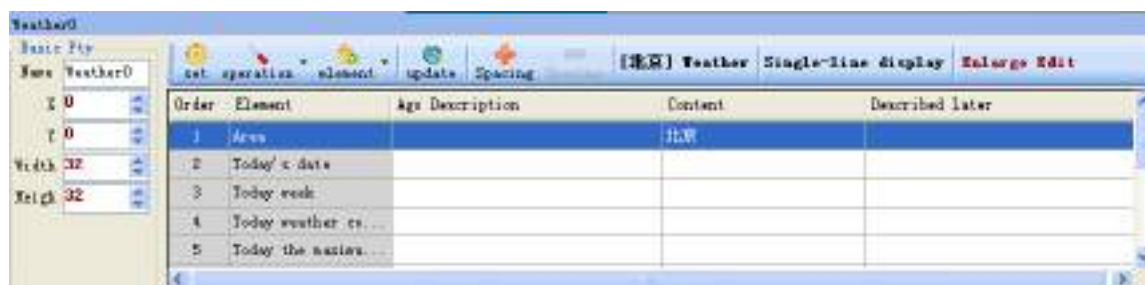 Weather0
Basic Pty
Name Weather0
X 0
Y 0
Width 32
Heigh 32
set operation element update Spacing
[北京] Weather Single-line display Enlarge Edit
Order Element Ago Description Content Described later
1 Area 北京
2 Today's date
3 Today week
4 Today weather co...
5 Today the maximu...